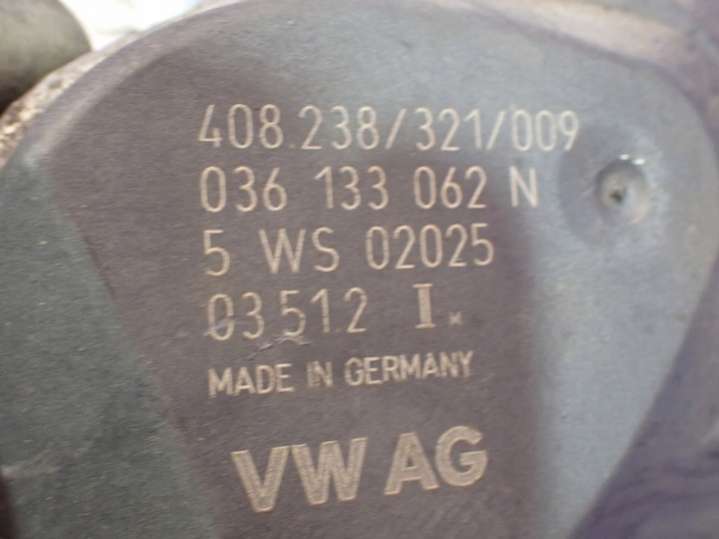 408.238/321/009
036 133 062 N
5 WS 02025
03512 I
MADE IN GERMANY
VW AG